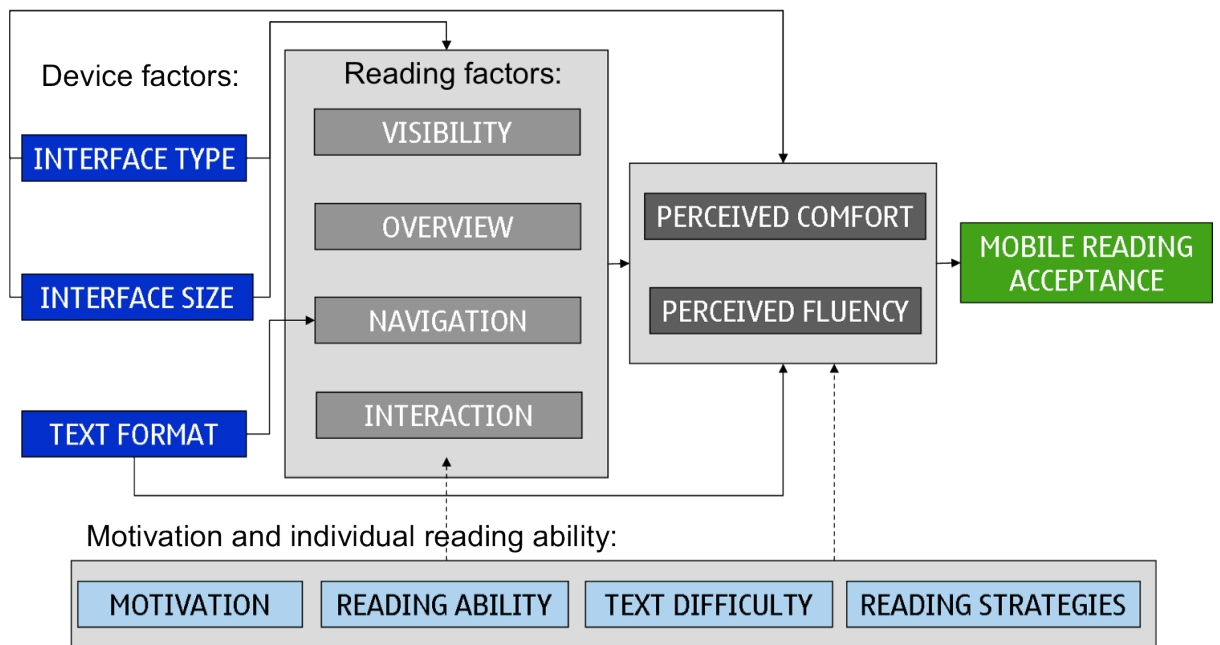 Device factors:
INTERFACE TYPE
INTERFACE SIZE
TEXT FORMAT
Reading factors:
VISIBILITY
OVERVIEW
NAVIGATION
INTERACTION
PERCEIVED COMFORT
PERCEIVED FLUENCY
MOBILE READING
ACCEPTANCE
Motivation and individual reading ability:
MOTIVATION
READING ABILITY
TEXT DIFFICULTY
READING STRATEGIES